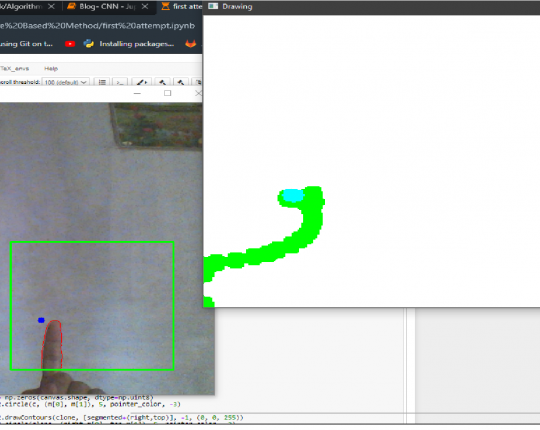 k/Algorithm
Blog- CNN - Jup
first atte
Drawing
e%20Based%20Method/first%20attempt.ipynb
using Git on t...
Installing packages...
TeX_envs
Help
scroll threshold:
100 (default)
np.zeros(canvas.shape, dtype=np.uint8)
.circle(c, (m[0], m[1]), 5, pointer_color, -3)
.drawContours(clone, [segmented+(right,top)], -1, (0, 0, 255))